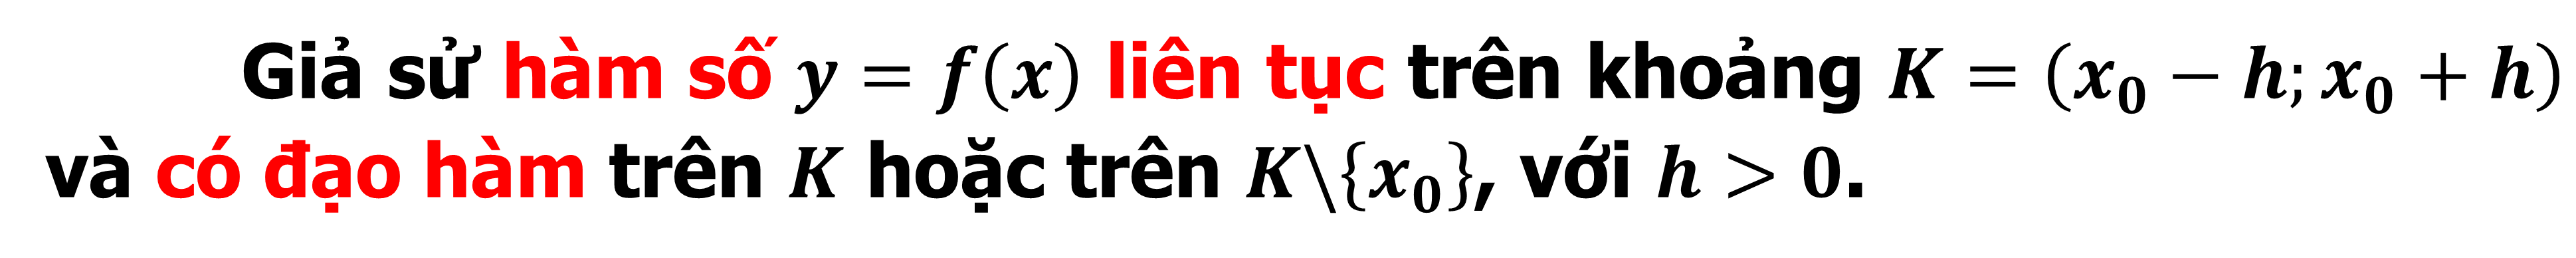 Giả sử hàm số y = f(x) liên tục trên khoảng K = (x₀ − h; x₀ + h)
và có đạo hàm trên K hoặc trên K\{x₀}, với h > 0.